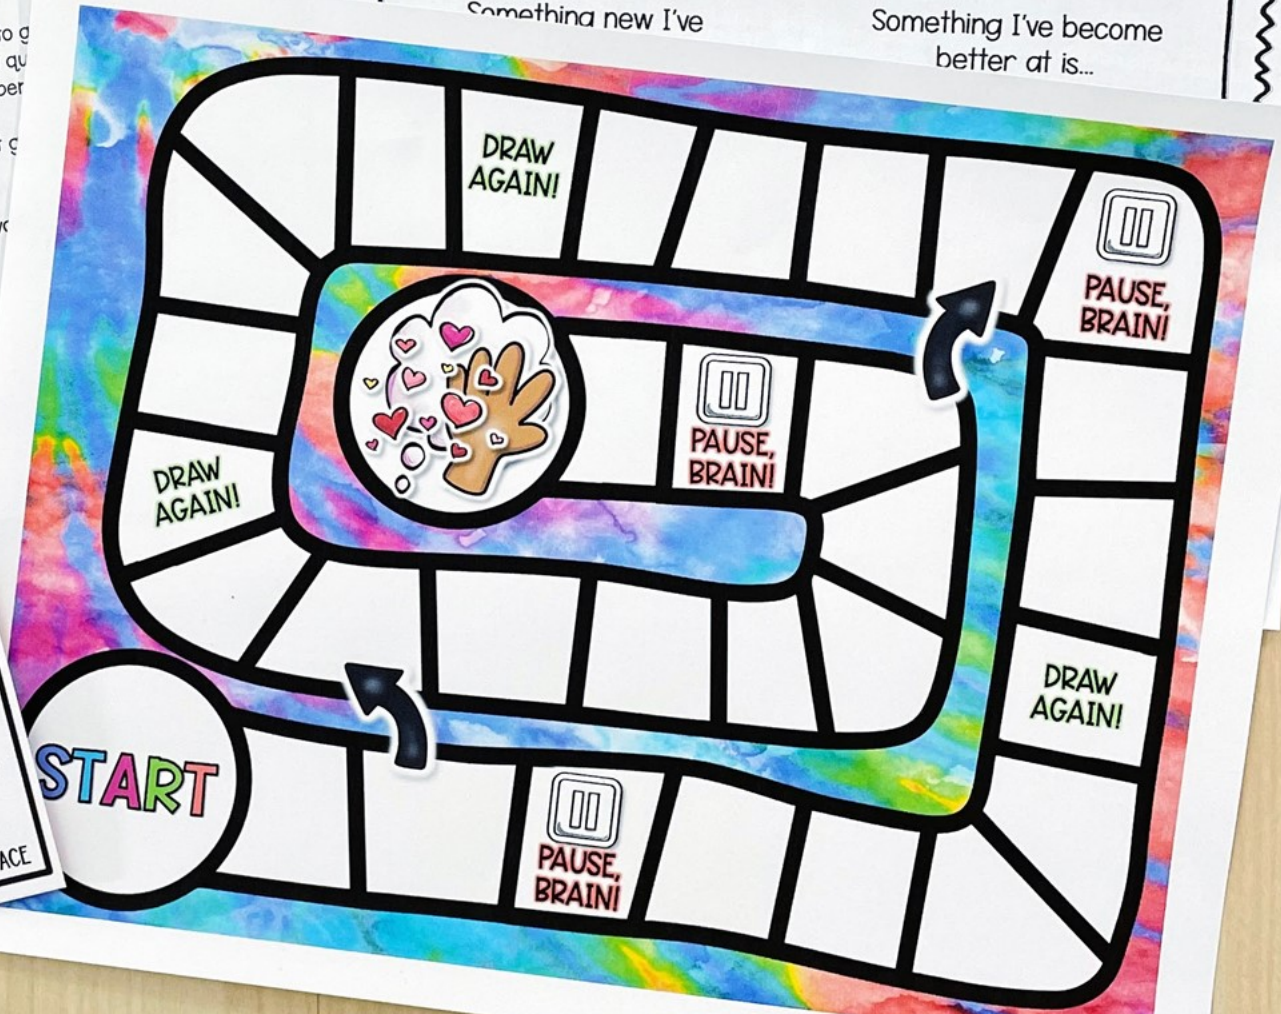 Something new I've
Something I've become
better at is...
DRAW
AGAIN!
PAUSE,
BRAIN!
PAUSE,
BRAIN!
DRAW
AGAIN!
DRAW
AGAIN!
START
PAUSE,
BRAIN!